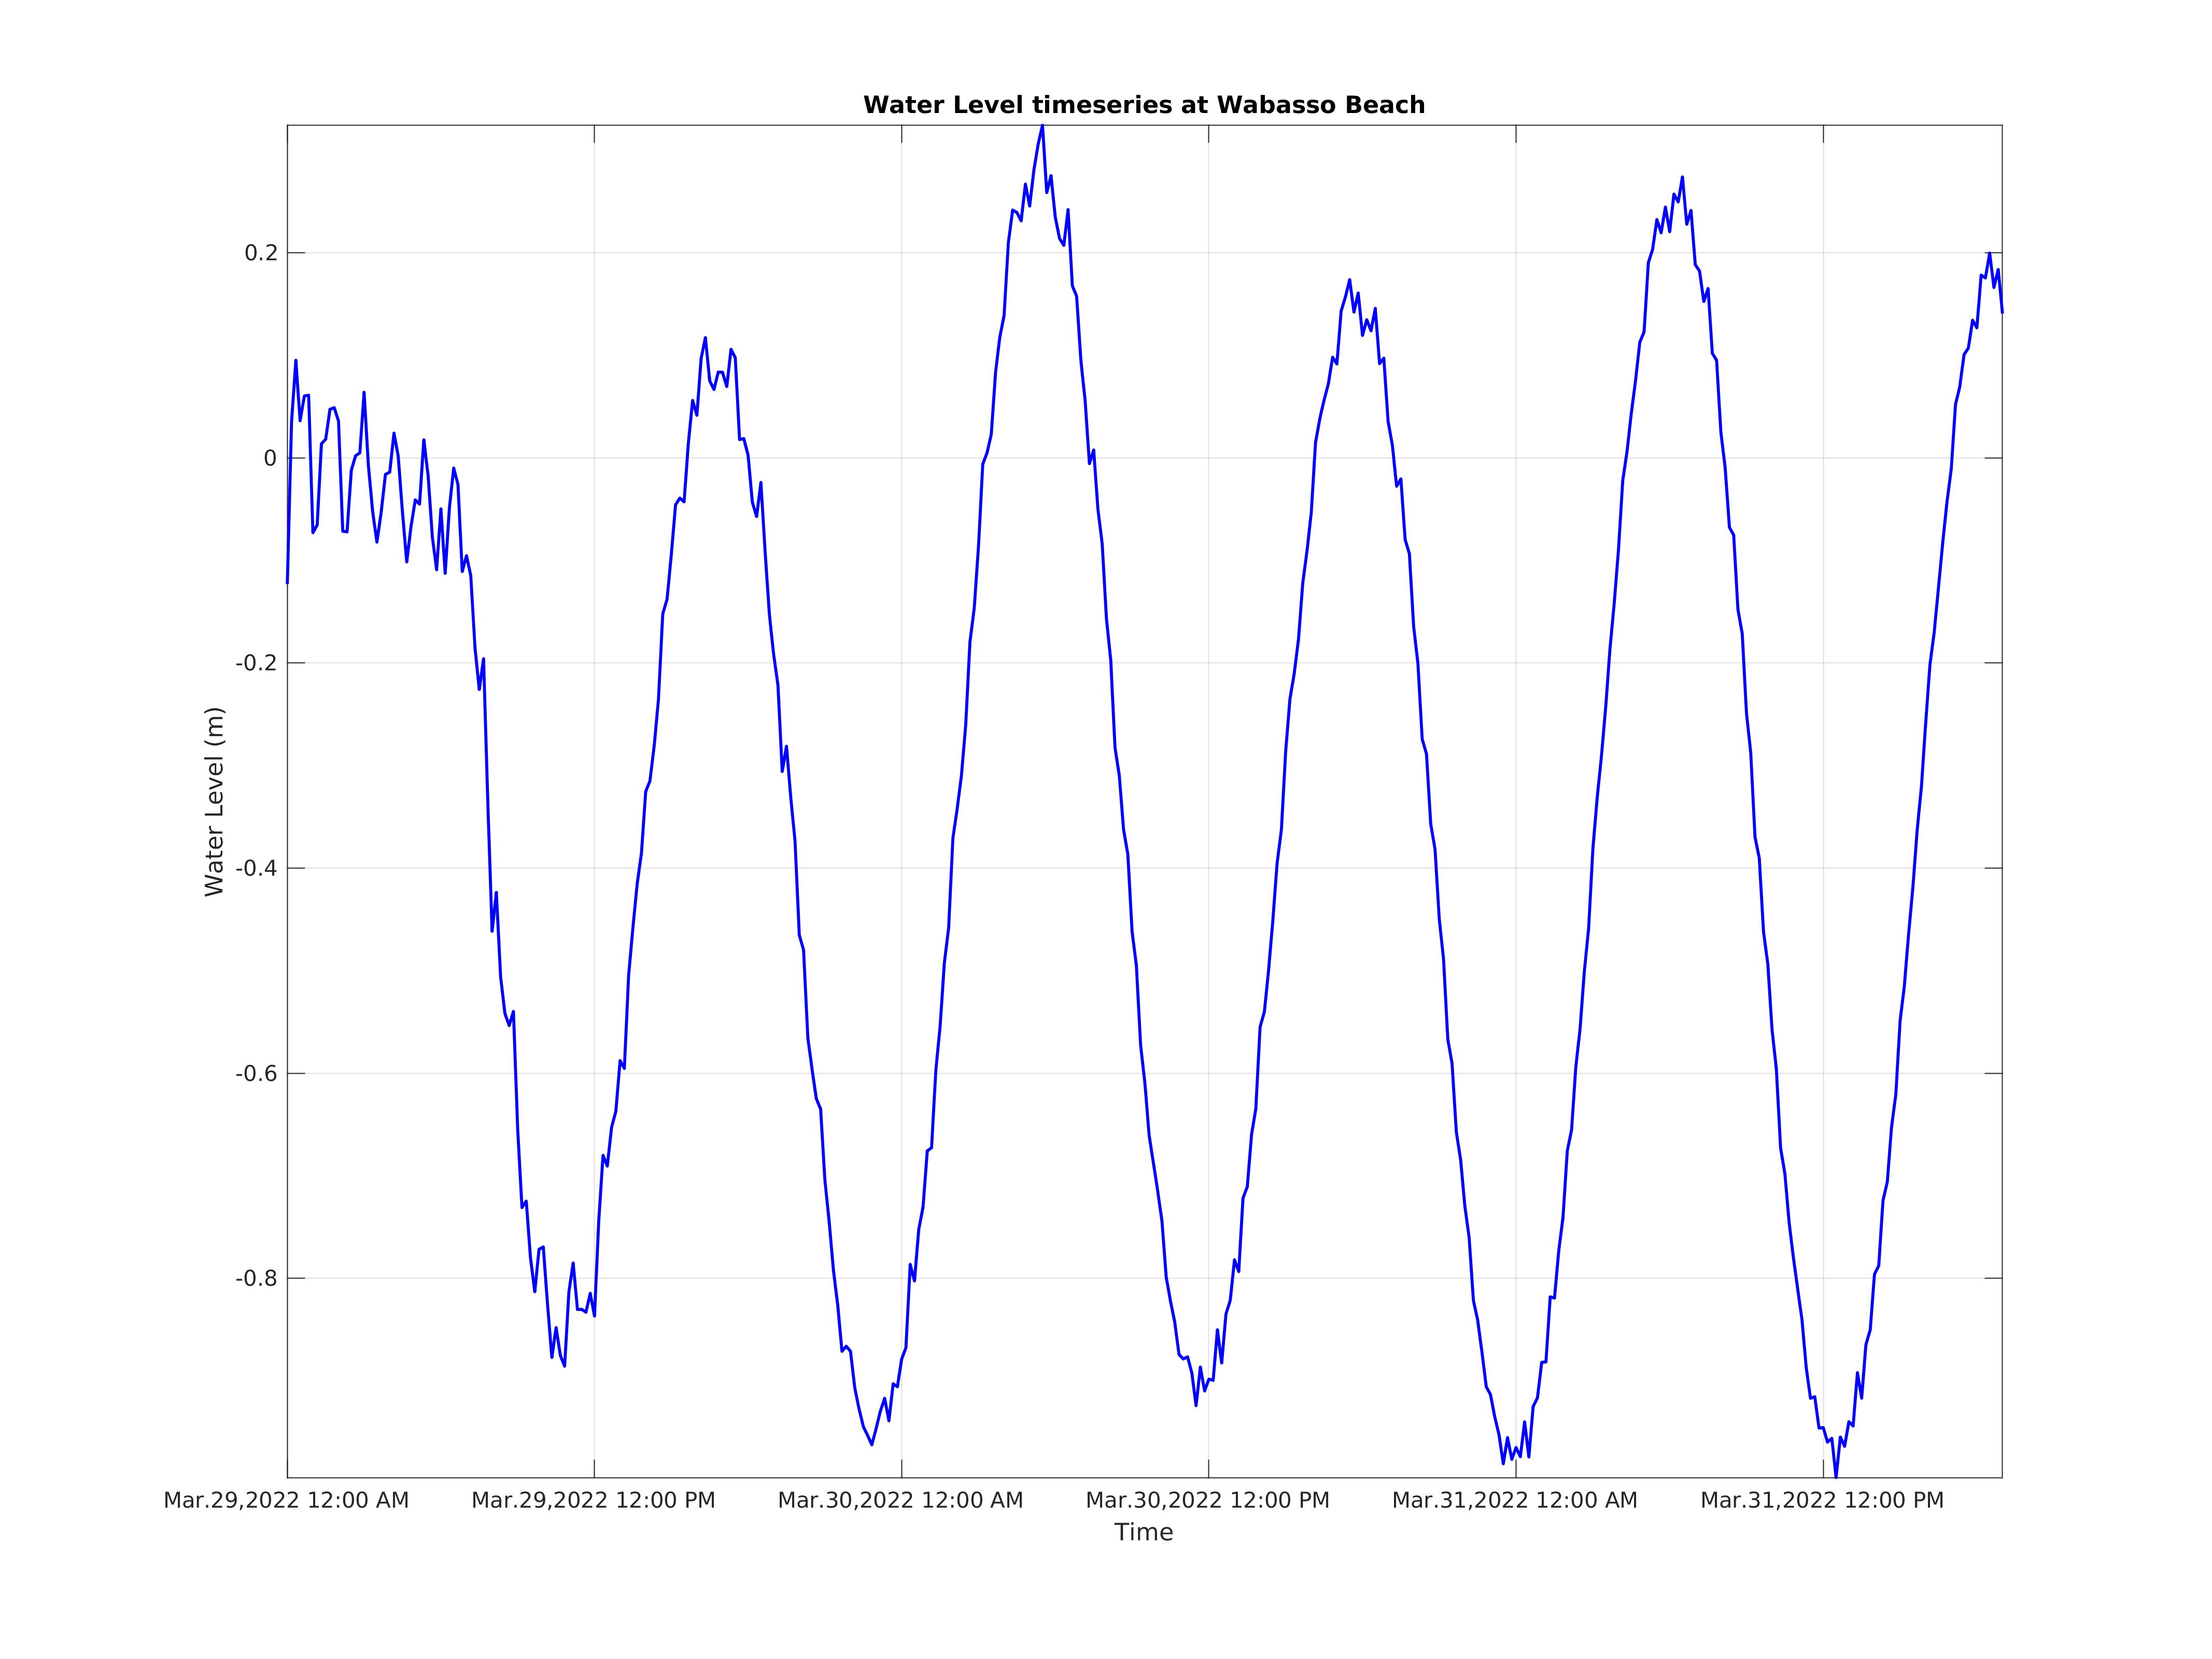 Water Level timeseries at Wabasso Beach
0.2
0
-0.2
-0.4
-0.6
-0.8
Water Level (m)
Mar.29,2022 12:00 AM
Mar.29,2022 12:00 PM
Mar.30,2022 12:00 AM
Mar.30,2022 12:00 PM
Mar.31,2022 12:00 AM
Mar.31,2022 12:00 PM
Time